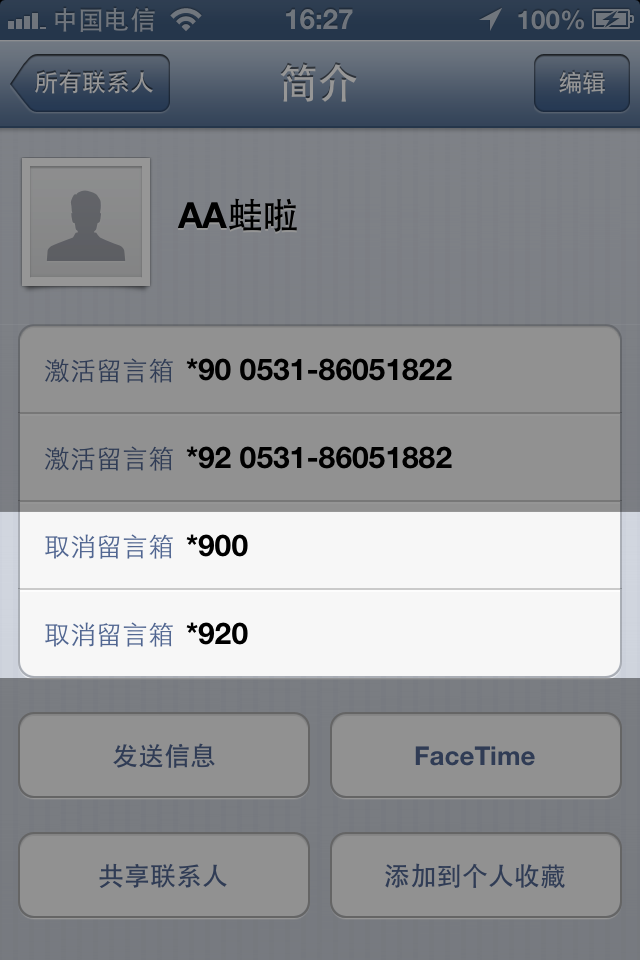 中国电信 16:27 100%
所有联系人 简介 编辑
AA蛙啦
激活留言箱 *90 0531-86051822
激活留言箱 *92 0531-86051882
取消留言箱 *900
取消留言箱 *920
发送信息 FaceTime
共享联系人 添加到个人收藏